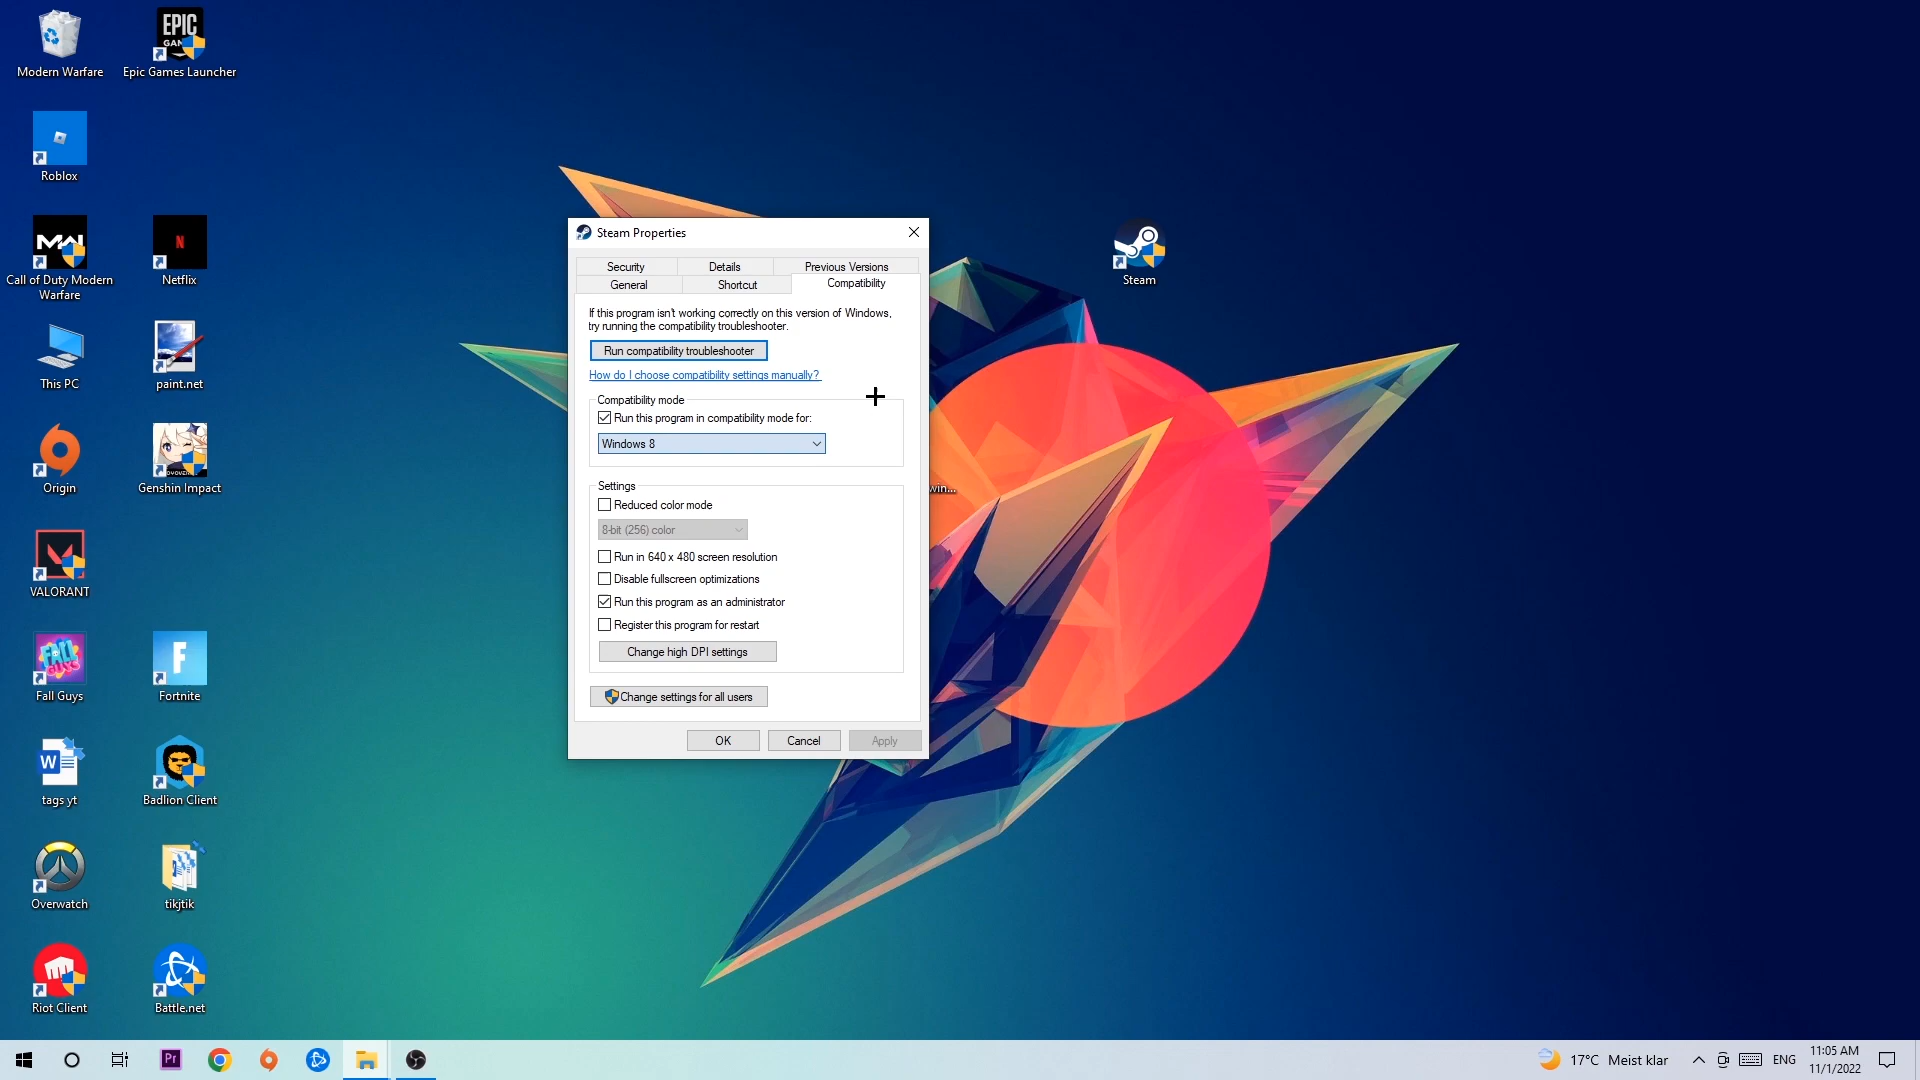 Modern Warfare
EPIC
GAMES
Epic Games Launcher
Roblox
MW
Call of Duty Modern
Warfare
N
Netflix
This PC
paint.net
Origin
Genshin Impact
VALORANT
FALL
Fall Guys
F
Fortnite
W
tags yt
Badlion Client
Overwatch
tikjtik
Riot Client
Battle.net
Steam
win...
Steam Properties
Security
Details
Previous Versions
General
Shortcut
Compatibility
If this program isn't working correctly on this version of Windows,
try running the compatibility troubleshooter.
Run compatibility troubleshooter
How do I choose compatibility settings manually?
Compatibility mode
Run this program in compatibility mode for:
Windows 8
Settings
Reduced color mode
8-bit (256) color
Run in 640 x 480 screen resolution
Disable fullscreen optimizations
Run this program as an administrator
Register this program for restart
Change high DPI settings
Change settings for all users
OK
Cancel
Apply
Pr
17°C Meist klar
ENG
11:05 AM
11/1/2022